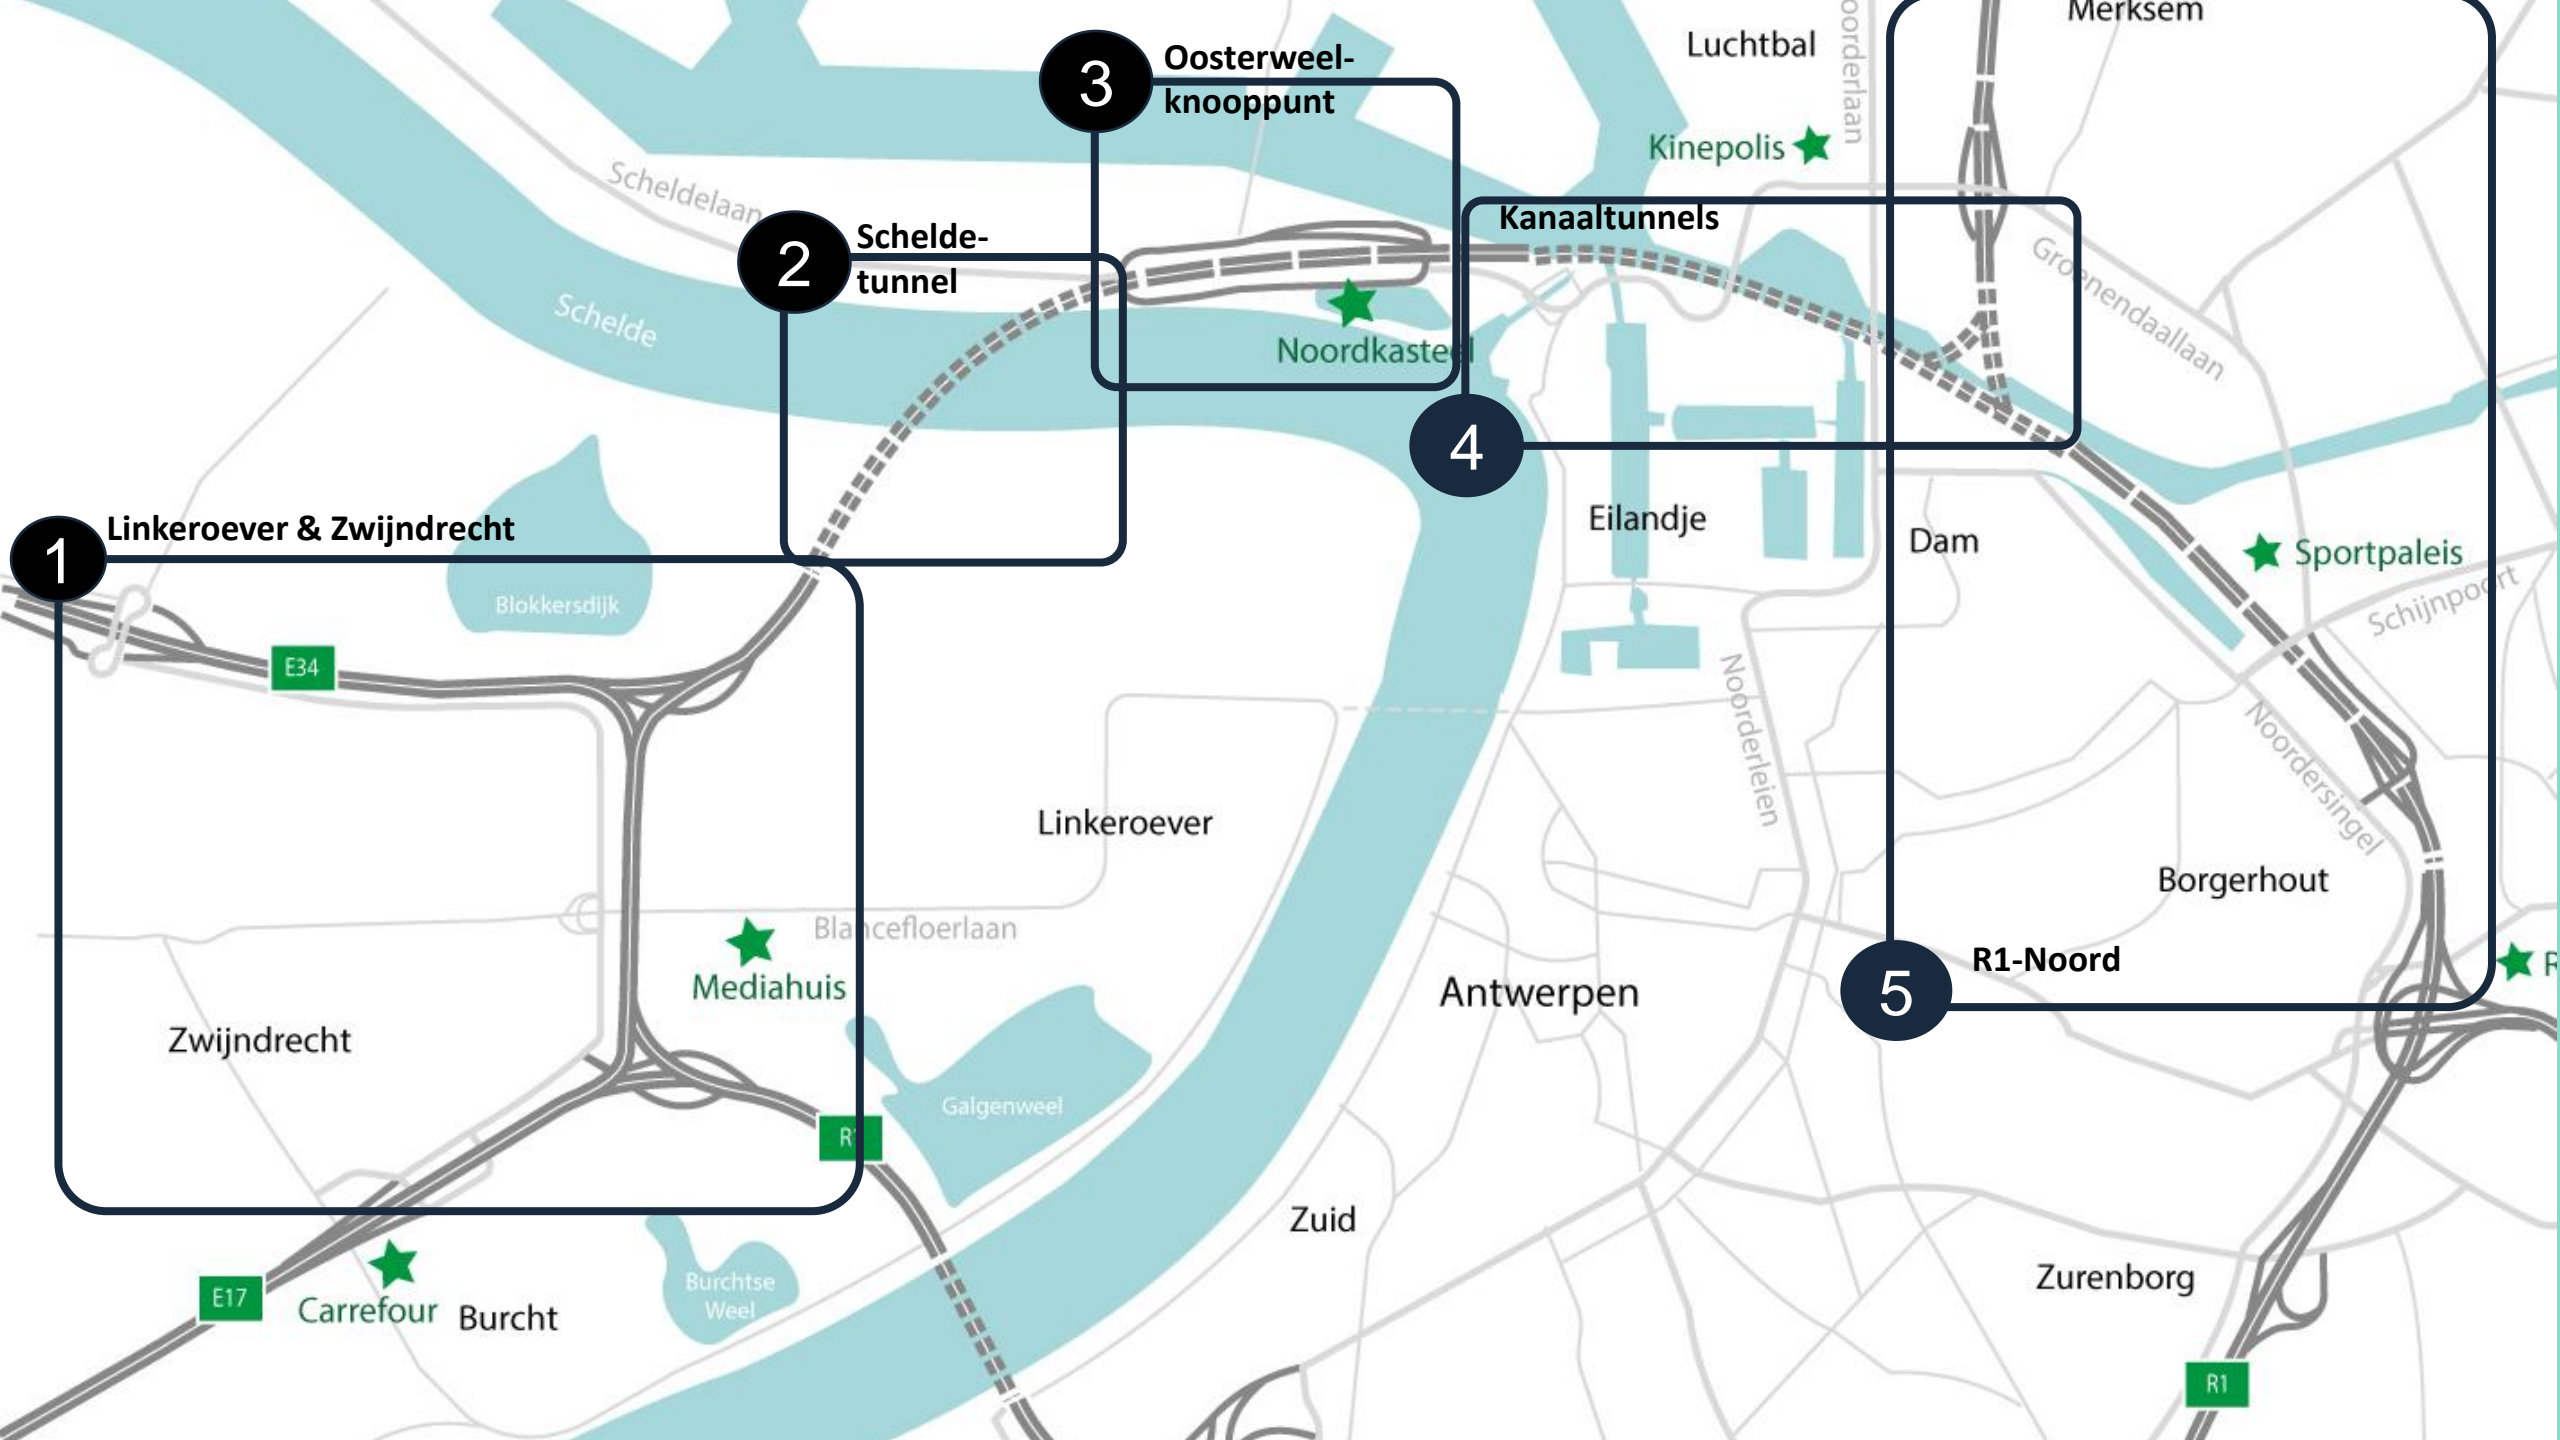 Merksem
Luchtbal
oorderlaan
3
Oosterweel-
knooppunt
Kinepolis
Scheldelaan
2
Schelde-
tunnel
Kanaaltunnels
Groenendaallaan
Schelde
Noordkasteel
4
Eilandje
Dam
Sportpaleis
Schijnpoort
1
Linkeroever & Zwijndrecht
Blokkersdijk
E34
Noorderleien
Noordersingel
Linkeroever
Borgerhout
Blancefloerlaan
Mediahuis
Antwerpen
5
R1-Noord
R
Zwijndrecht
Galgenweel
R1
Zuid
Burchtse
Weel
Zurenborg
E17
Carrefour
Burcht
R1